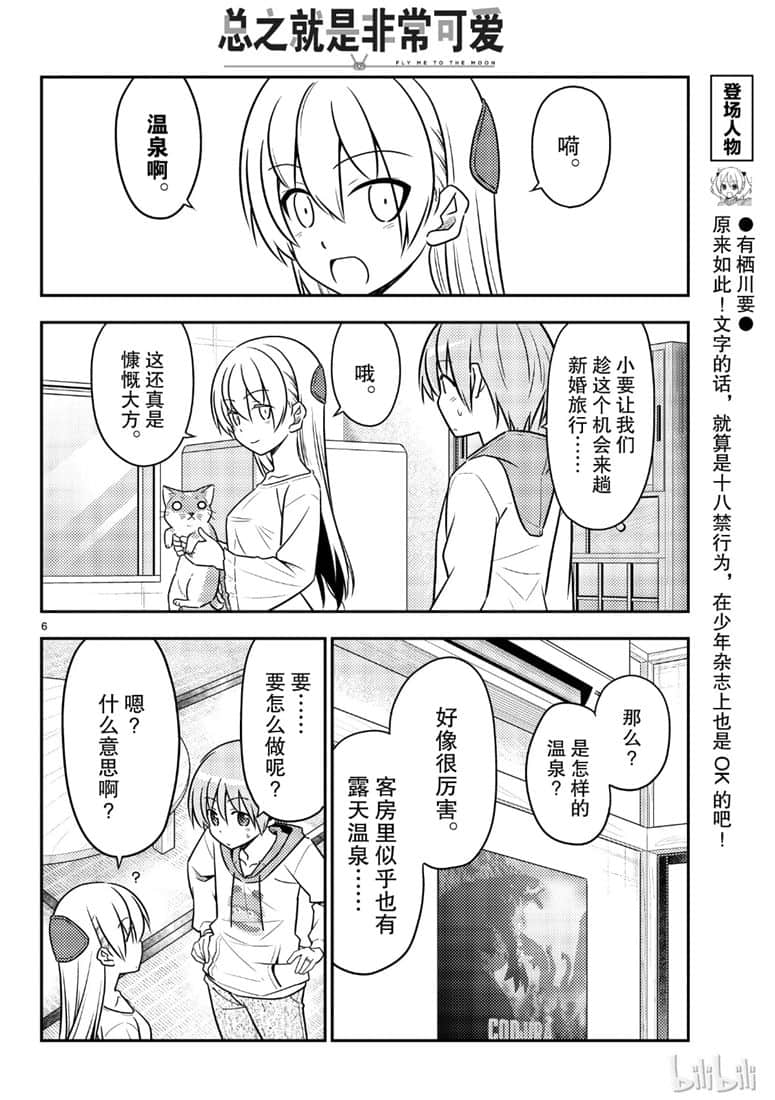 总之就是非常可爱
FLY ME TO THE MOON
登场人物
●有栖川要●
原来如此！文字的话，就算是十八禁行为，在少年杂志上也是OK的吧！
嗬。
温泉啊。
小要让我们
趁这个机会来趟
新婚旅行……
哦。
这还真是
慷慨大方。
6
那么？
是怎样的
温泉？
好像很厉害。
客房里似乎也有
露天温泉……
要……
要怎么做呢？
嗯？
什么意思啊？
?
bilibili